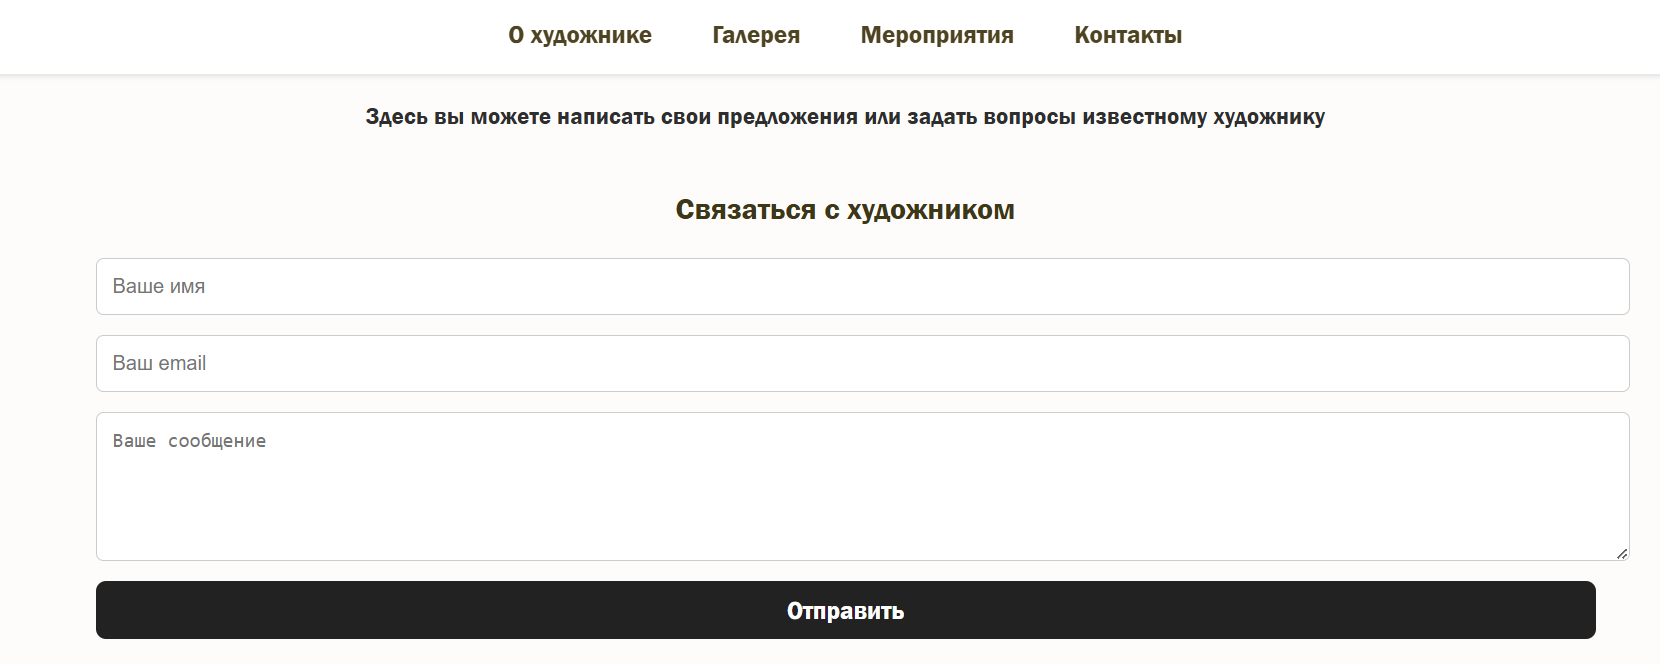 О художнике Галерея Мероприятия Контакты
Здесь вы можете написать свои предложения или задать вопросы известному художнику
Связаться с художником
Ваше имя
Ваш email
Ваше сообщение
Отправить